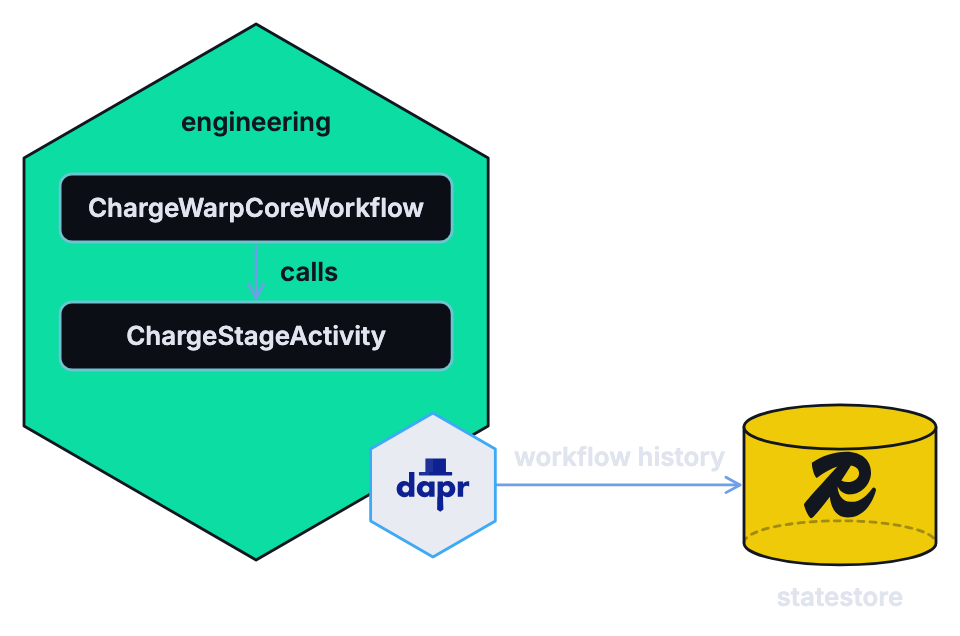 engineering
ChargeWarpCoreWorkflow
calls
ChargeStageActivity
dapr
workflow history
R
statestore